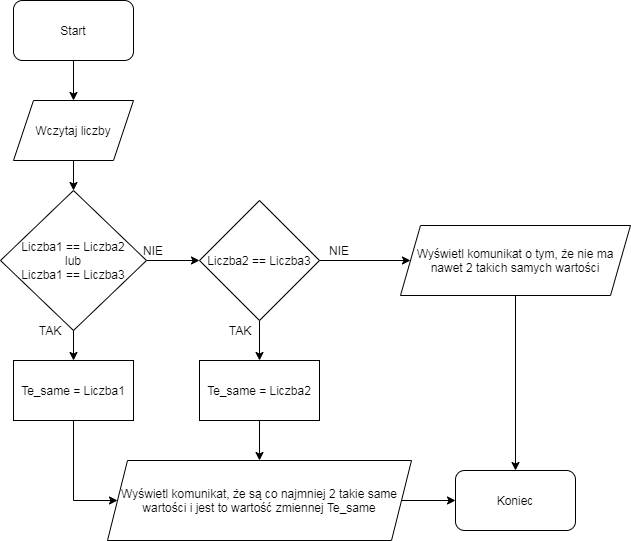 Start
Wczytaj liczby
Liczba1 == Liczba2
lub
Liczba1 == Liczba3
NIE
Liczba2 == Liczba3
NIE
Wyświetl komunikat o tym, że nie ma
nawet 2 takich samych wartości
TAK
TAK
Te_same = Liczba1
Te_same = Liczba2
Wyświetl komunikat, że są co najmniej 2 takie same
wartości i jest to wartość zmiennej Te_same
Koniec